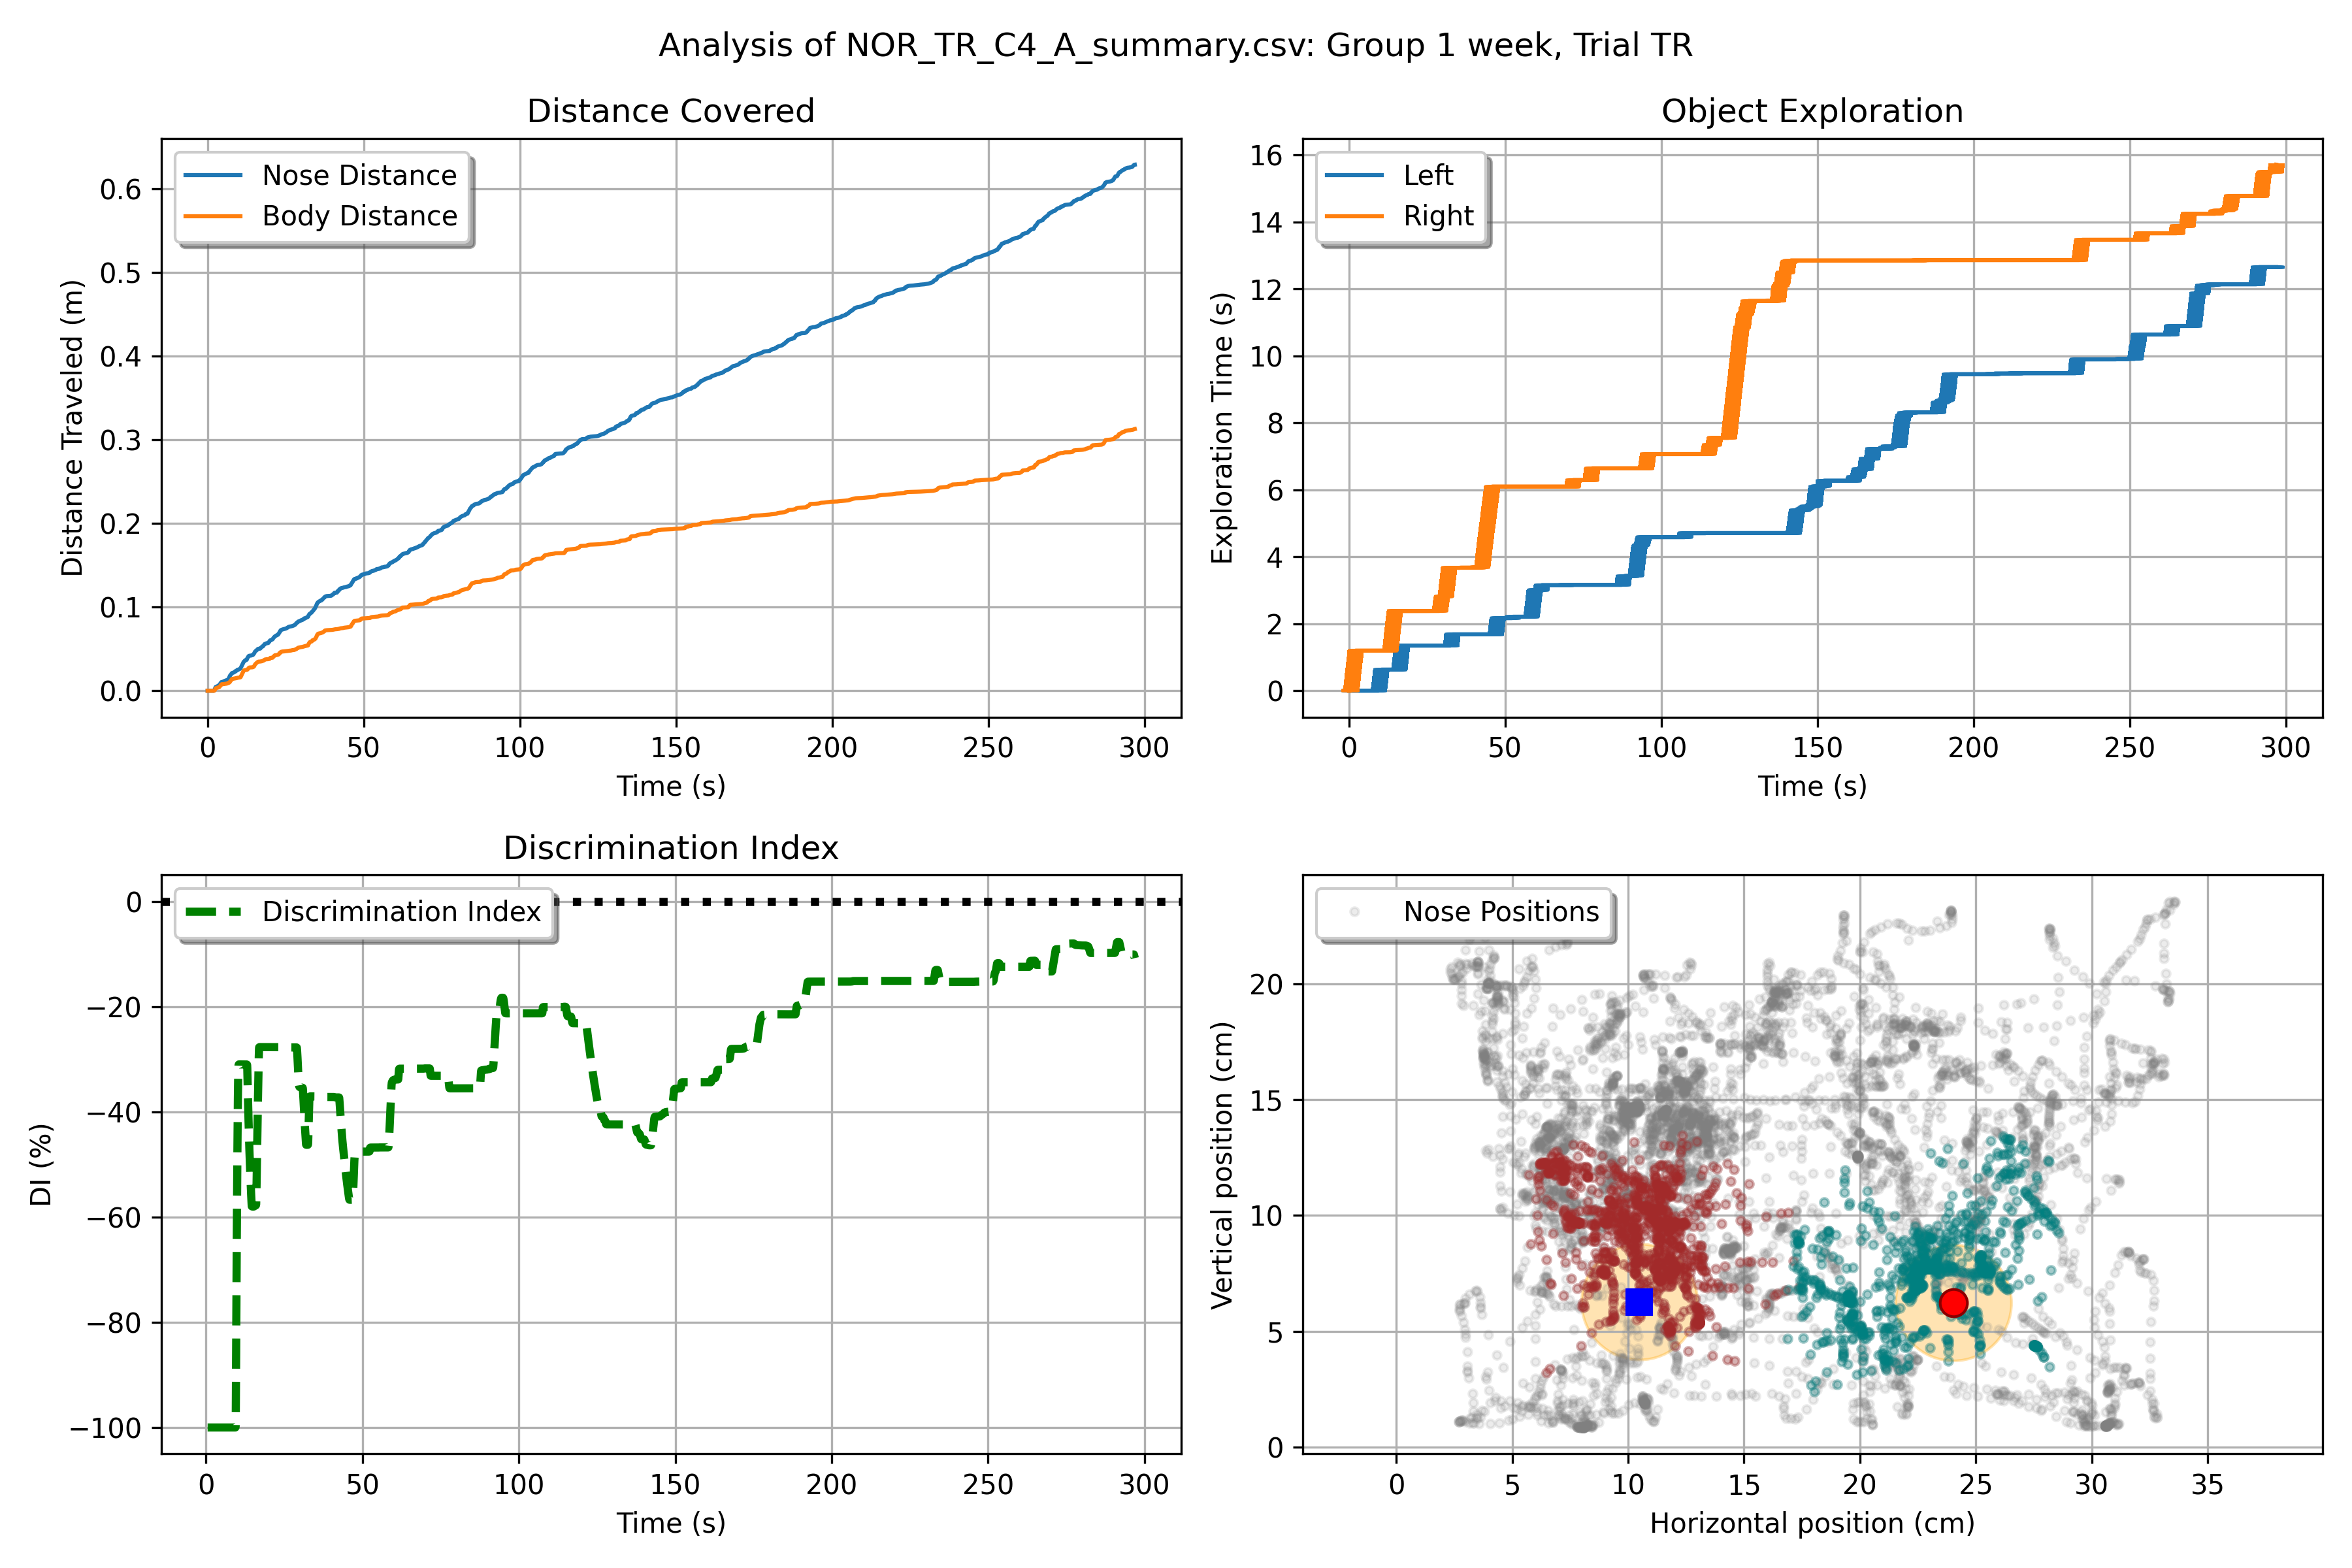 Analysis of NOR_TR_C4_A_summary.csv: Group 1 week, Trial TR
Distance Covered
Nose Distance
Body Distance
Distance Traveled (m)
0.6
0.5
0.4
0.3
0.2
0.1
0.0
0 50 100 150 200 250 300
Time (s)
Object Exploration
Left
Right
Exploration Time (s)
16
14
12
10
8
6
4
2
0
0 50 100 150 200 250 300
Time (s)
Discrimination Index
Discrimination Index
DI (%)
0
−20
−40
−60
−80
−100
0 50 100 150 200 250 300
Time (s)
Nose Positions
Vertical position (cm)
20
15
10
5
0
0 5 10 15 20 25 30 35
Horizontal position (cm)